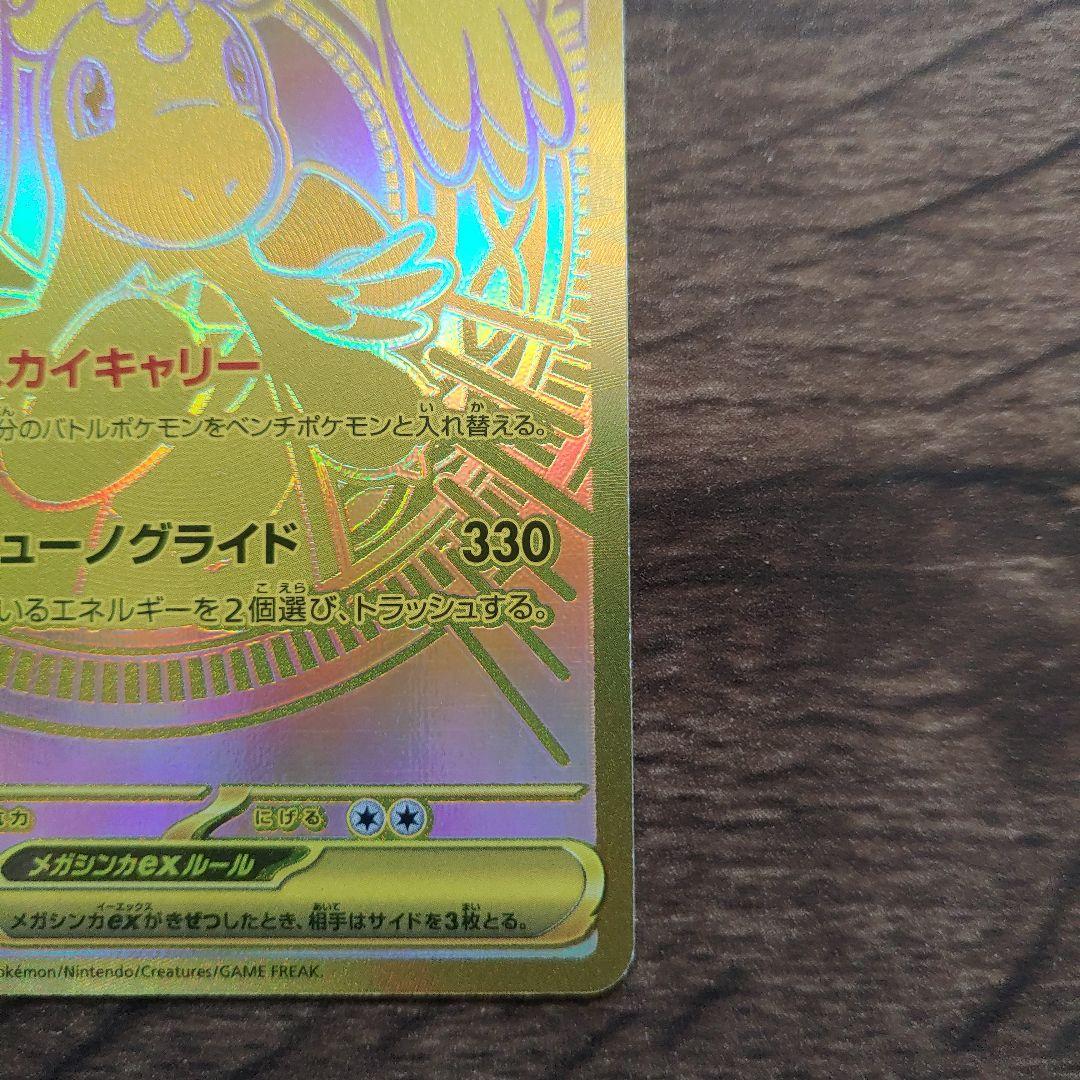 スカイキャリー
分のバトルポケモンをベンチポケモンと入れ替える。
ューノグライド 330
いるエネルギーを2個選び、トラッシュする。
抗力 にげる
メガシンカexルール
メガシンカexがきぜつしたとき、相手はサイドを3枚とる。
okémon/Nintendo/Creatures/GAME FREAK.